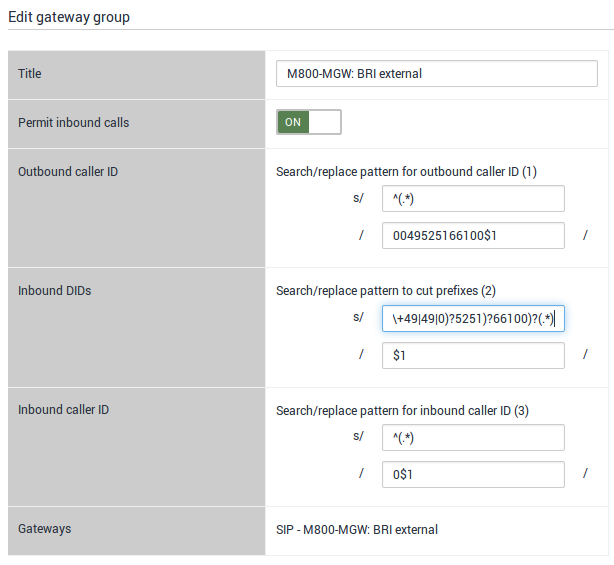 Edit gateway group
Title
M800-MGW: BRI external
Permit inbound calls
ON
Outbound caller ID
Search/replace pattern for outbound caller ID (1)
s/ ^(.*)
/ 0049525166100$1 /
Inbound DIDs
Search/replace pattern to cut prefixes (2)
s/ \+49|49|0)?5251)?66100)?(.*)
/ $1 /
Inbound caller ID
Search/replace pattern for inbound caller ID (3)
s/ ^(.*)
/ 0$1 /
Gateways
SIP - M800-MGW: BRI external